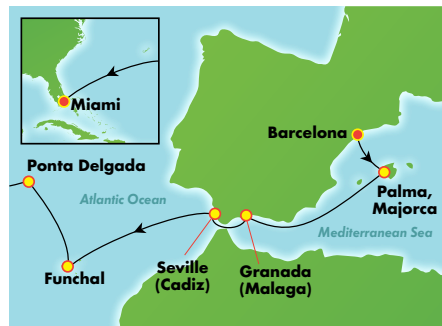 Miami
Barcelona
Ponta Delgada
Palma,
Majorca
Atlantic Ocean
Mediterranean Sea
Seville
(Cadiz)
Granada
(Malaga)
Funchal